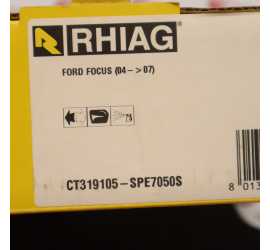 RHIAG
FORD FOCUS (04-> 07)
CT319105-SPE7050S
8 013